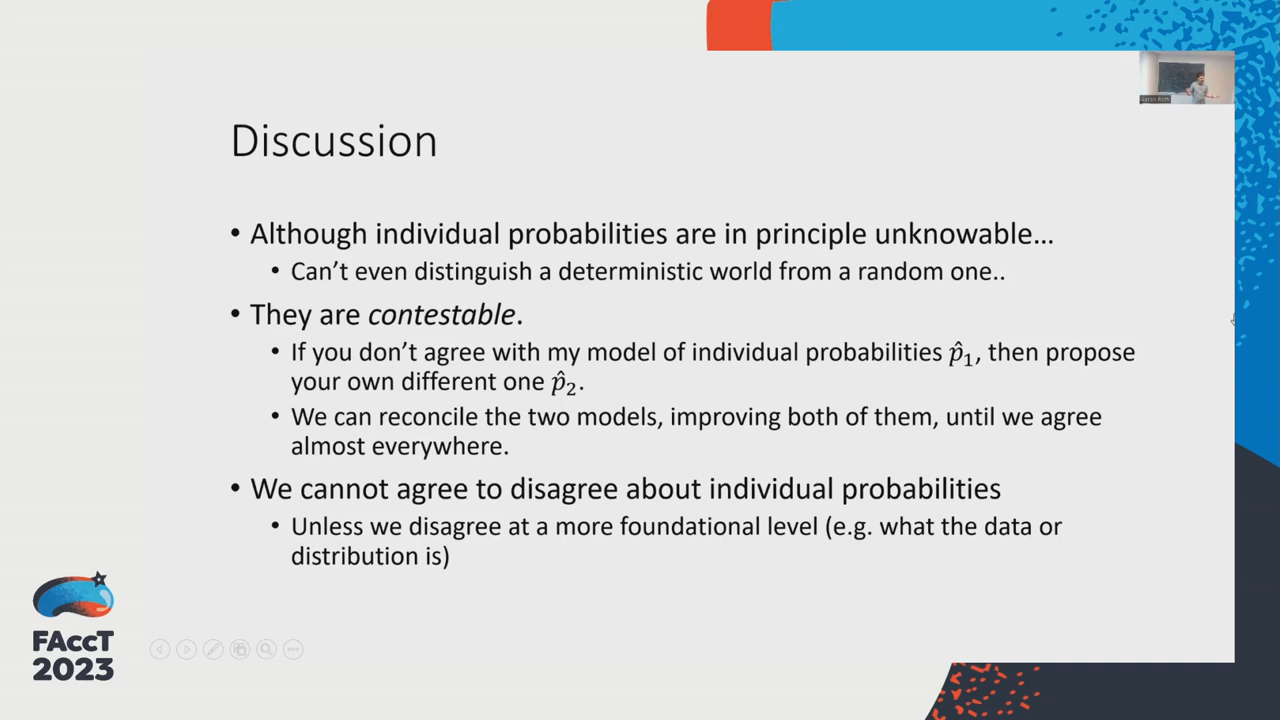 Aaron Roth
Discussion
• Although individual probabilities are in principle unknowable...
• Can't even distinguish a deterministic world from a random one..
• They are contestable.
• If you don't agree with my model of individual probabilities p̂₁, then propose
your own different one p̂₂.
• We can reconcile the two models, improving both of them, until we agree
almost everywhere.
• We cannot agree to disagree about individual probabilities
• Unless we disagree at a more foundational level (e.g. what the data or
distribution is)
FAccT
2023